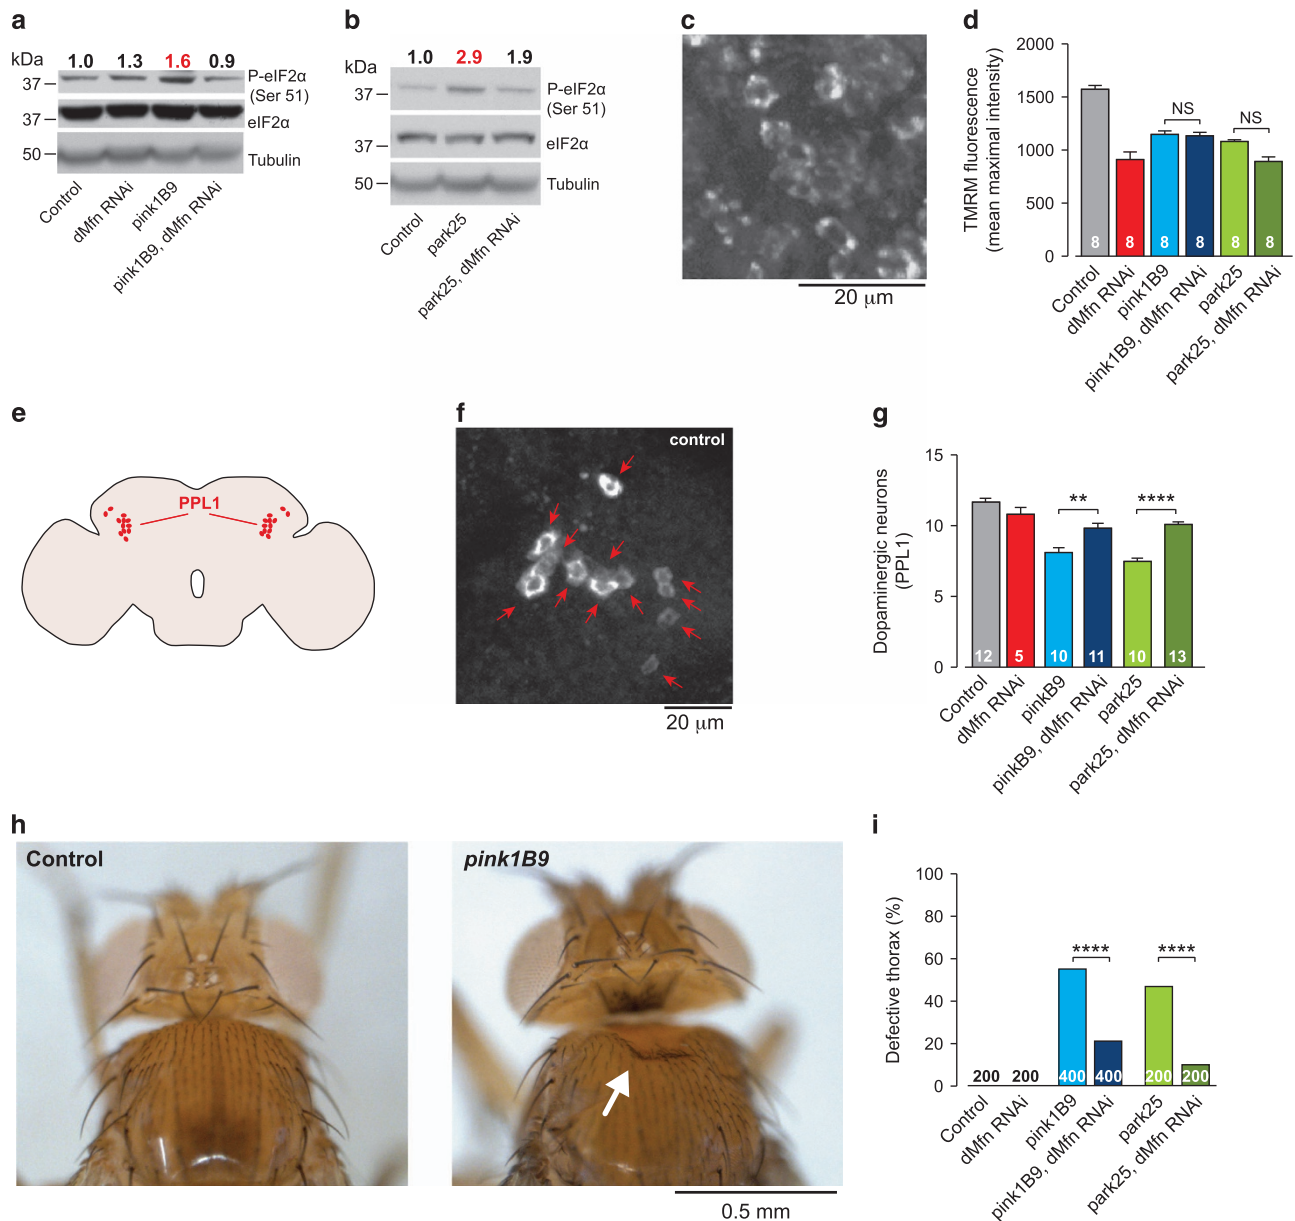 a
kDa
1.0 1.3 1.6 0.9
37
P-eIF2α
(Ser 51)
37
eIF2α
50
Tubulin
Control
dMfn RNAi
pink1B9
pink1B9, dMfn RNAi
b
kDa
1.0 2.9 1.9
37
P-eIF2α
(Ser 51)
37
eIF2α
50
Tubulin
Control
park25
park25, dMfn RNAi
c
20 μm
d
TMRM fluorescence
(mean maximal intensity)
2000
1500
1000
500
0
NS
NS
8 8 8 8 8 8
Control
dMfn RNAi
pink1B9
pink1B9, dMfn RNAi
park25
park25, dMfn RNAi
e
PPL1
f
control
20 μm
g
Dopaminergic neurons
(PPL1)
15
10
5
0
**
****
12 5 10 11 10 13
Control
dMfn RNAi
pinkB9
pinkB9, dMfn RNAi
park25
park25, dMfn RNAi
h
Control
pink1B9
0.5 mm
i
Defective thorax (%)
100
80
60
40
20
0
****
****
200 200 400 400 200 200
Control
dMfn RNAi
pink1B9
pink1B9, dMfn RNAi
park25
park25, dMfn RNAi